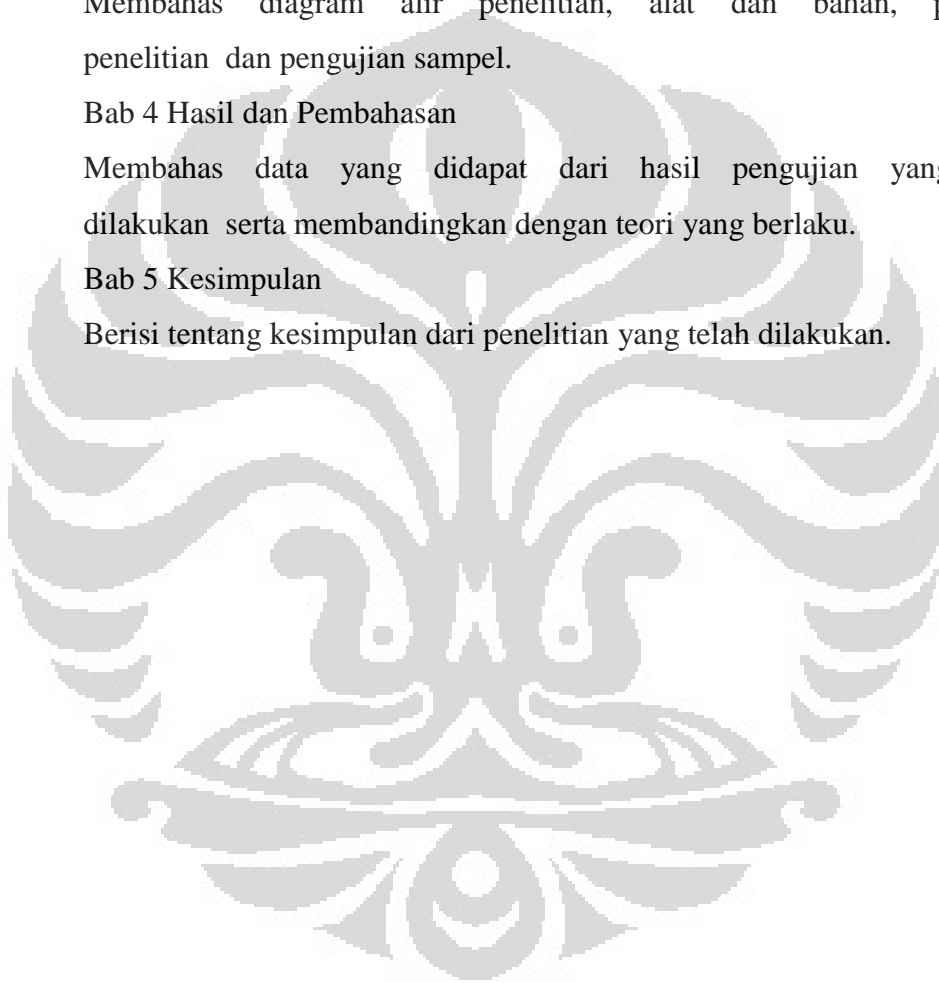 Membahas diagram alir penelitian, alat dan bahan,
penelitian dan pengujian sampel.
Bab 4 Hasil dan Pembahasan
Membahas data yang didapat dari hasil pengujian yang
dilakukan serta membandingkan dengan teori yang berlaku.
Bab 5 Kesimpulan
Berisi tentang kesimpulan dari penelitian yang telah dilakukan.